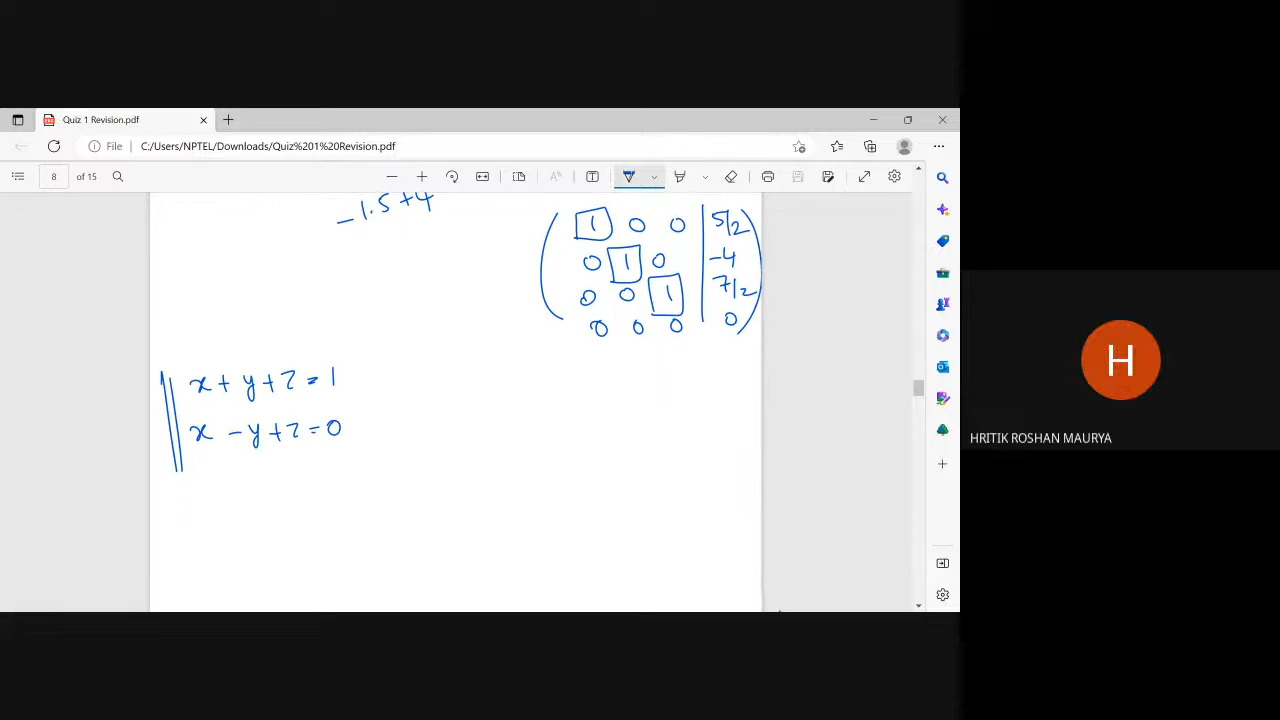 Quiz 1 Revision.pdf
File C:/Users/NPTEL/Downloads/Quiz%201%20Revision.pdf
8 of 15
-1.5+4
1 0 0 | 5/2
0 1 0 | -4
0 0 1 | 7/2
0 0 0 | 0
x + y + z = 1
x - y + z = 0
H
HRITIK ROSHAN MAURYA